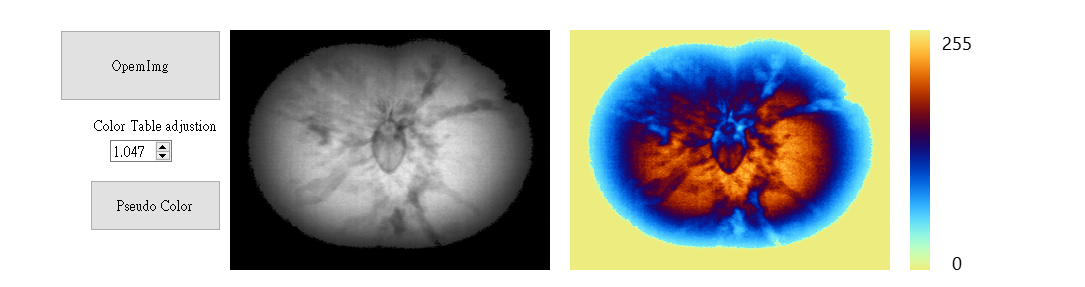 OpemImg
Color Table adjustion
1.047
Pseudo Color
255
0